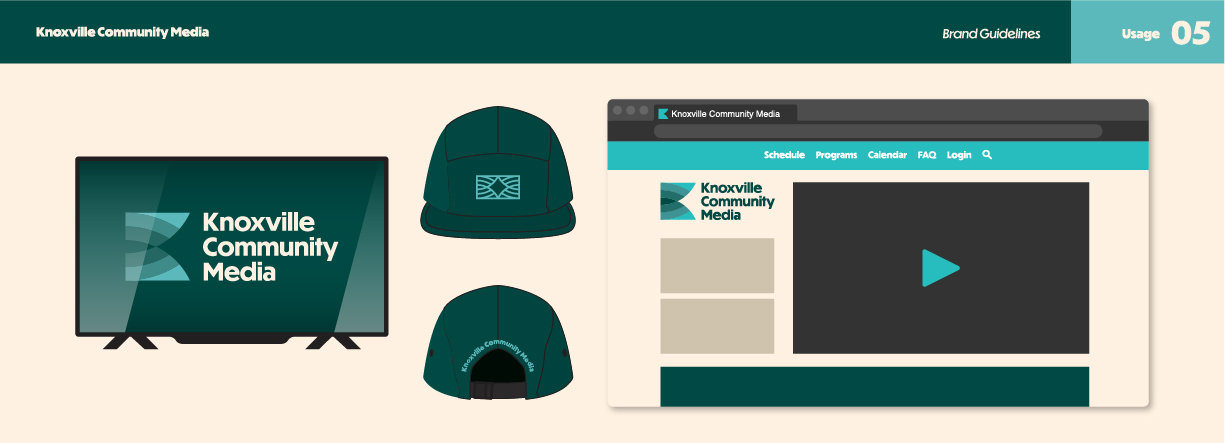 Knoxville Community Media
Brand Guidelines
Usage 05
Knoxville
Community
Media
Knoxville Community Media
Knoxville Community Media
Schedule Programs Calendar FAQ Login
Knoxville
Community
Media